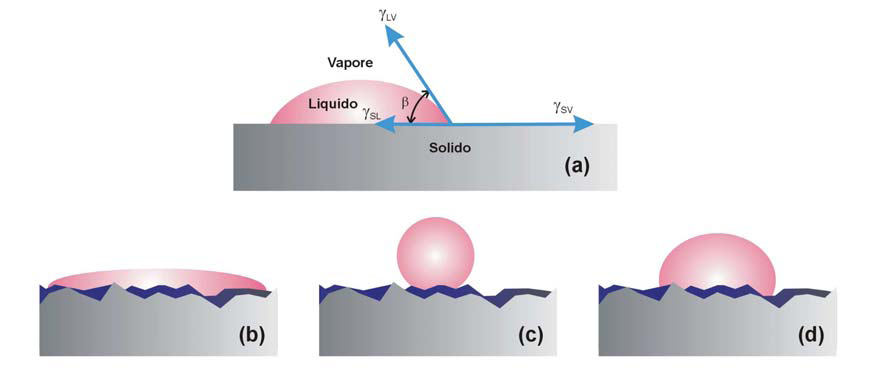 γLV
Vapore
Liquido
β
γSL
γSV
Solido
(a)
(b)
(c)
(d)